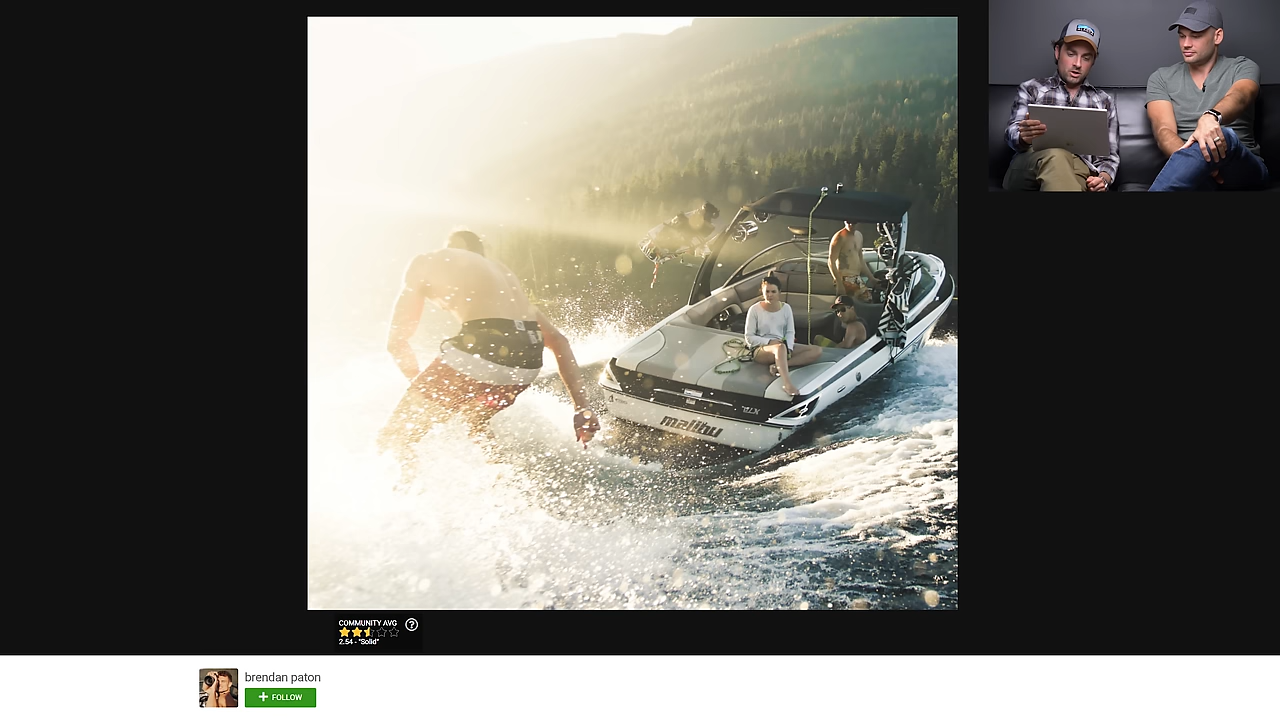 malibu
COMMUNITY AVG
2.54 - "Solid"
brendan paton
+ FOLLOW